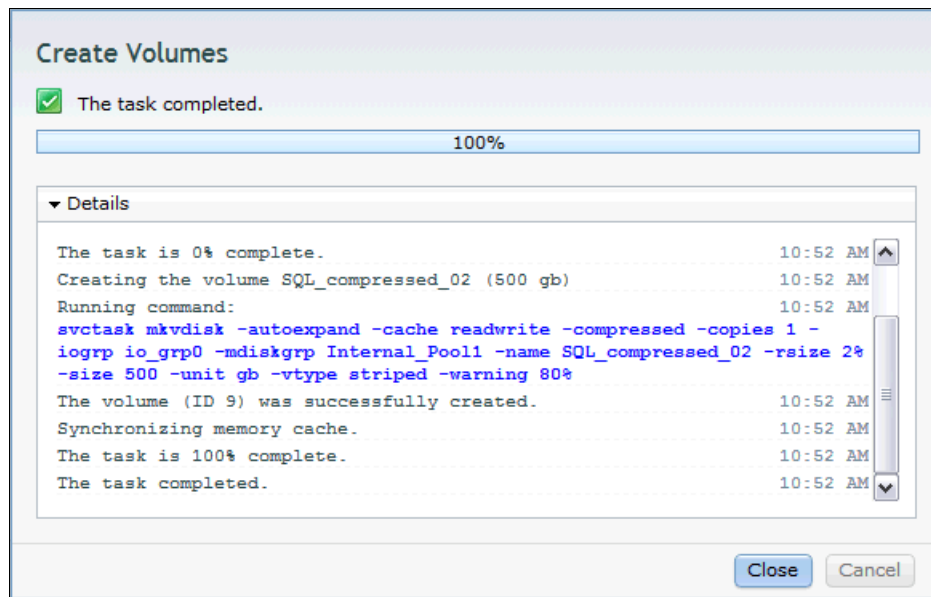 Create Volumes
The task completed.
100%
Details
The task is 0% complete. 10:52 AM
Creating the volume SQL_compressed_02 (500 gb) 10:52 AM
Running command: 10:52 AM
svctask mkvdisk -autoexpand -cache readwrite -compressed -copies 1 -
iogrp io_grp0 -mdiskgrp Internal_Pool1 -name SQL_compressed_02 -rsize 2%
-size 500 -unit gb -vtype striped -warning 80%
The volume (ID 9) was successfully created. 10:52 AM
Synchronizing memory cache. 10:52 AM
The task is 100% complete. 10:52 AM
The task completed. 10:52 AM
Close Cancel